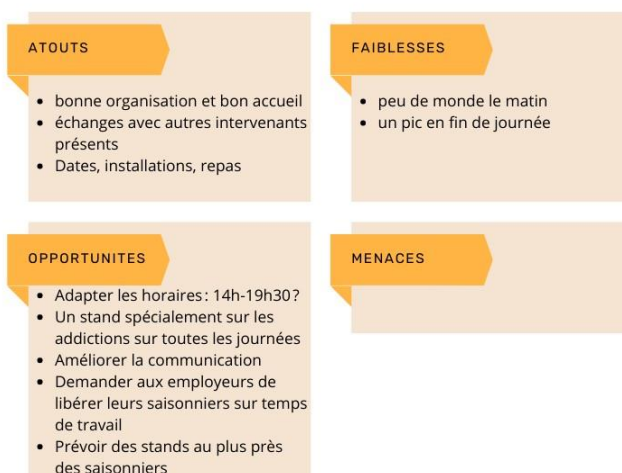 ATOUTS
• bonne organisation et bon accueil
• échanges avec autres intervenants
présents
• Dates, installations, repas
FAIBLESSES
• peu de monde le matin
• un pic en fin de journée
OPPORTUNITES
• Adapter les horaires : 14h-19h30 ?
• Un stand spécialement sur les
addictions sur toutes les journées
• Améliorer la communication
• Demander aux employeurs de
libérer leurs saisonniers sur temps
de travail
• Prévoir des stands au plus près
des saisonniers
MENACES